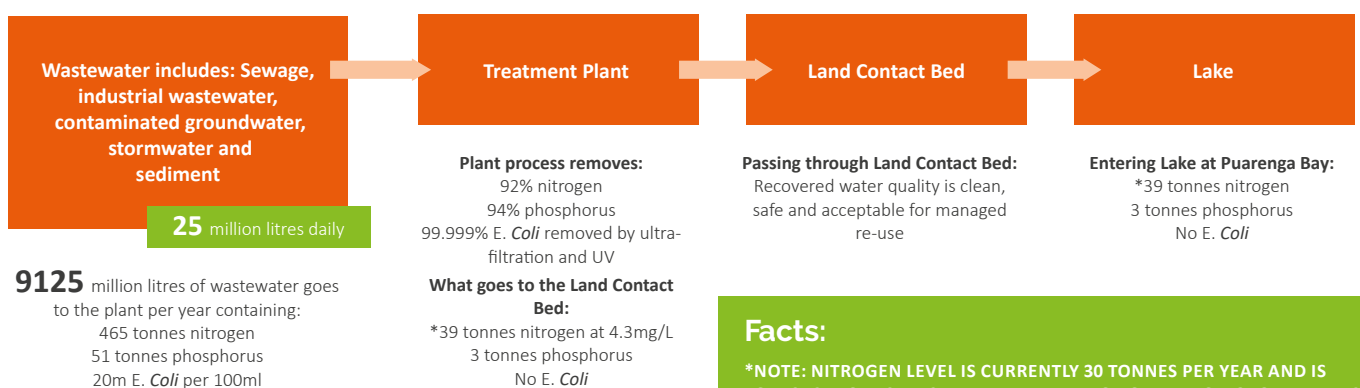 Wastewater includes: Sewage,
industrial wastewater,
contaminated groundwater,
stormwater and
sediment
25 million litres daily
9125 million litres of wastewater goes
to the plant per year containing:
465 tonnes nitrogen
51 tonnes phosphorus
20m E. Coli per 100ml
Treatment Plant
Plant process removes:
92% nitrogen
94% phosphorus
99.999% E. Coli removed by ultra-
filtration and UV
What goes to the Land Contact
Bed:
*39 tonnes nitrogen at 4.3mg/L
3 tonnes phosphorus
No E. Coli
Land Contact Bed
Passing through Land Contact Bed:
Recovered water quality is clean,
safe and acceptable for managed
re-use
Lake
Entering Lake at Puarenga Bay:
*39 tonnes nitrogen
3 tonnes phosphorus
No E. Coli
Facts:
*NOTE: NITROGEN LEVEL IS CURRENTLY 30 TONNES PER YEAR AND IS